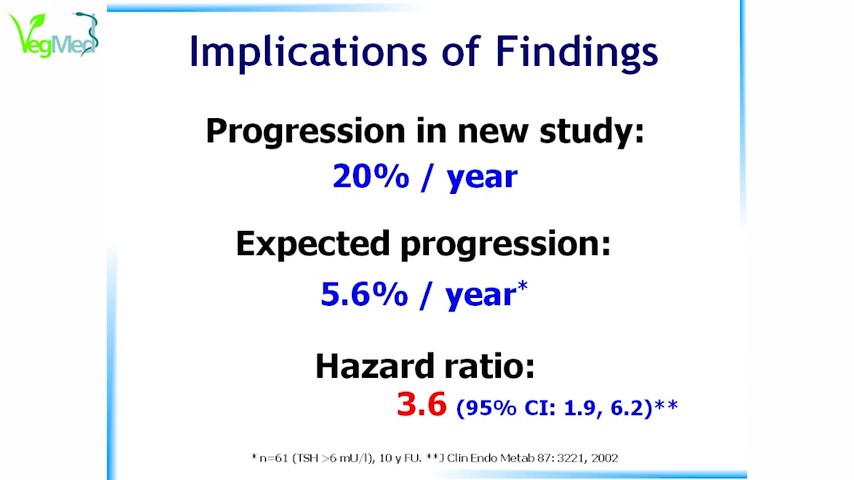 VegMed
Implications of Findings
Progression in new study:
20% / year
Expected progression:
5.6% / year*
Hazard ratio:
3.6 (95% CI: 1.9, 6.2)**
* n=61 (TSH >6 mU/l), 10 y FU. **J Clin Endo Metab 87: 3221, 2002